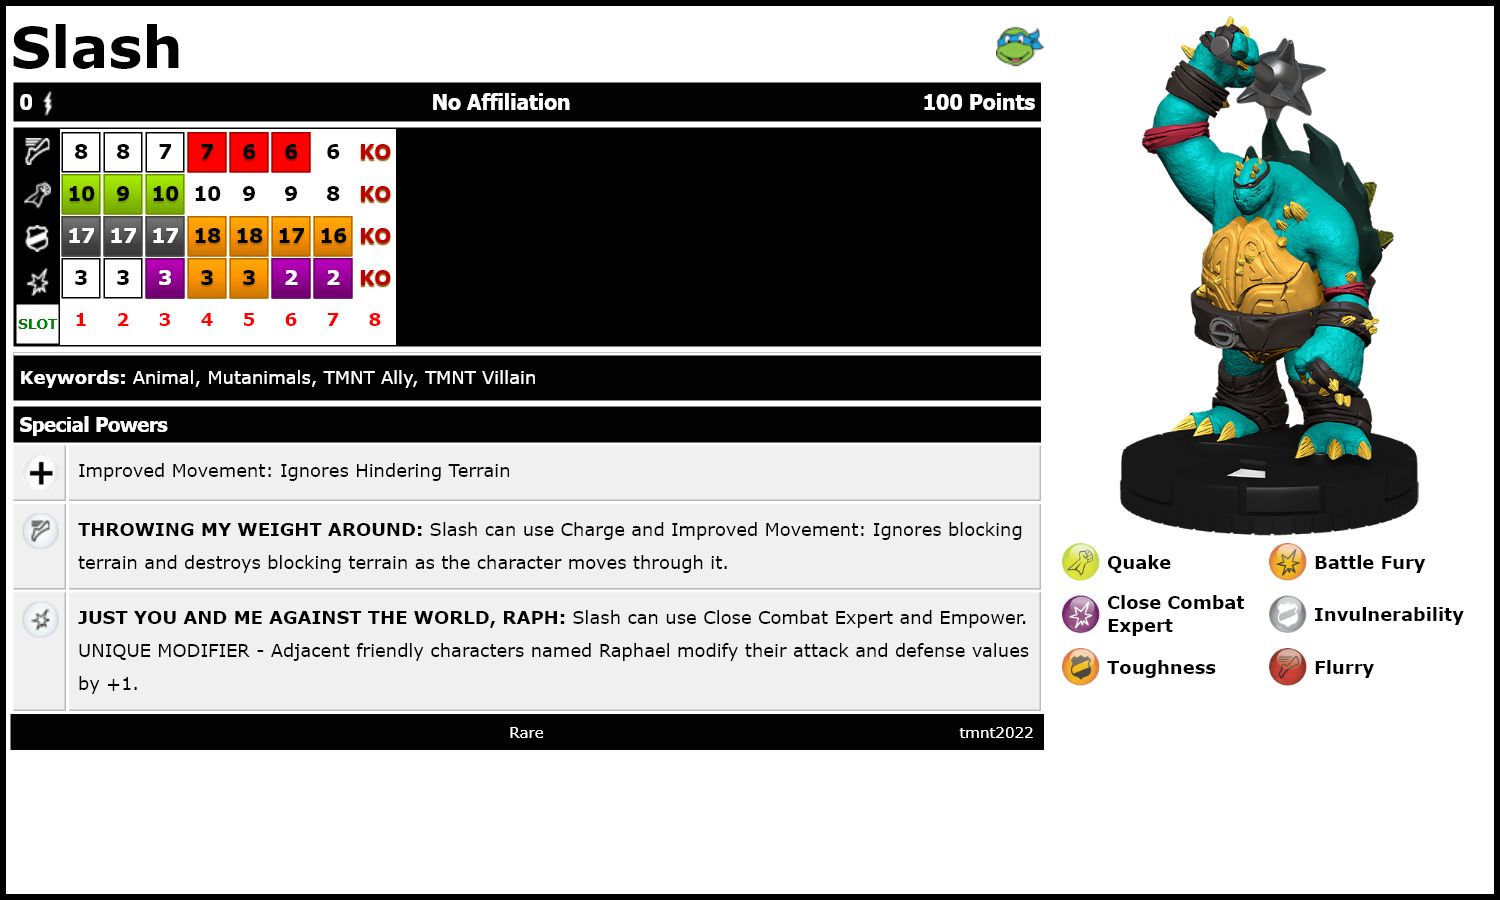 Slash
0 No Affiliation 100 Points
8 8 7 7 6 6 6 KO
10 9 10 10 9 9 8 KO
17 17 17 18 18 17 16 KO
3 3 3 3 3 2 2 KO
SLOT 1 2 3 4 5 6 7 8
Keywords: Animal, Mutanimals, TMNT Ally, TMNT Villain
Special Powers
Improved Movement: Ignores Hindering Terrain
THROWING MY WEIGHT AROUND: Slash can use Charge and Improved Movement: Ignores blocking
terrain and destroys blocking terrain as the character moves through it.
JUST YOU AND ME AGAINST THE WORLD, RAPH: Slash can use Close Combat Expert and Empower.
UNIQUE MODIFIER - Adjacent friendly characters named Raphael modify their attack and defense values
by +1.
Rare tmnt2022
Quake Battle Fury
Close Combat
Expert
Invulnerability
Toughness Flurry